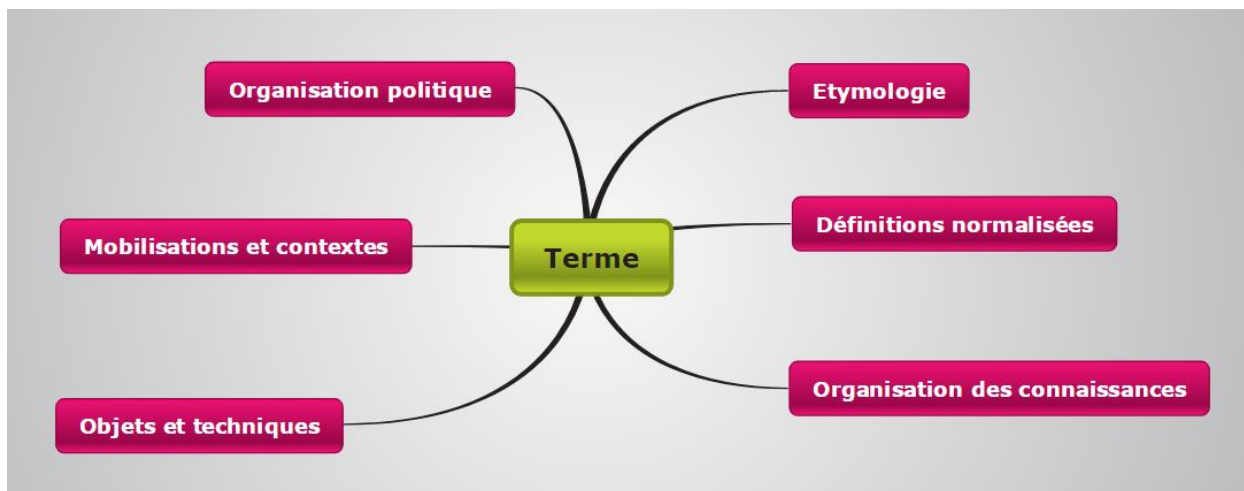 Organisation politique
Etymologie
Définitions normalisées
Mobilisations et contextes
Terme
Organisation des connaissances
Objets et techniques